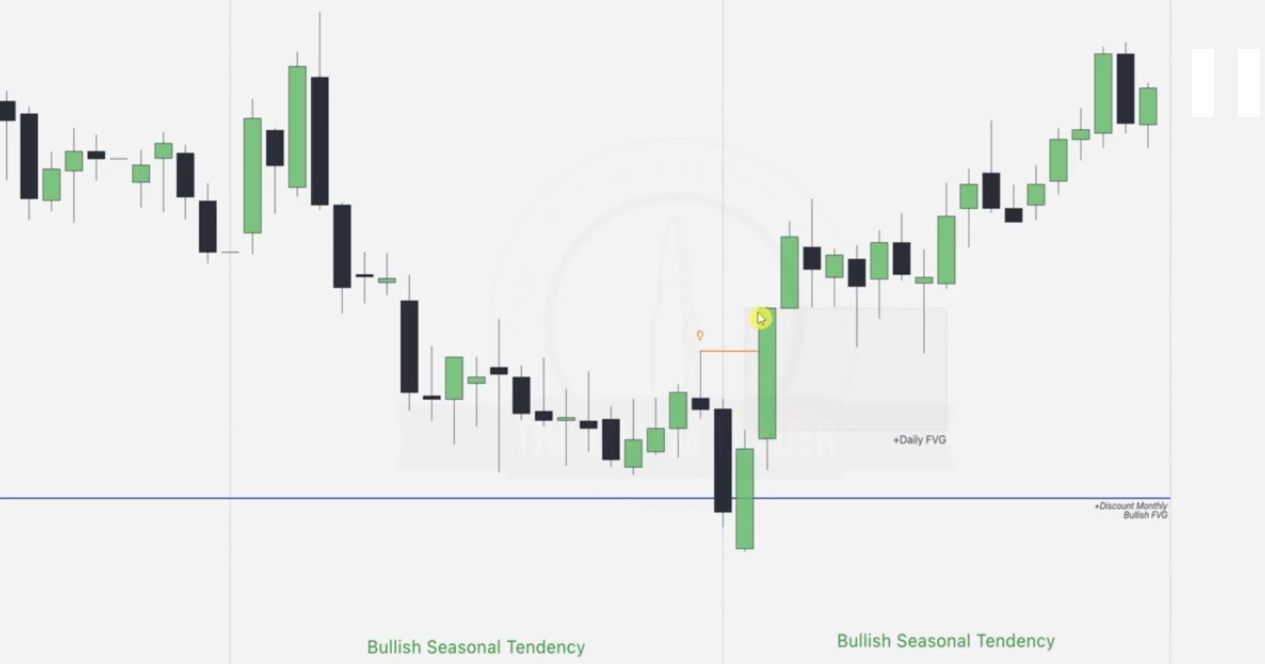 +Daily FVG
+Discount Monthly
Bullish FVG
Bullish Seasonal Tendency
Bullish Seasonal Tendency